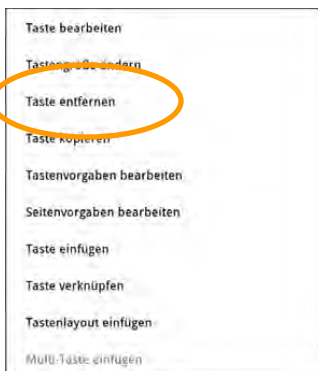 Taste bearbeiten
Tastengröße ändern
Taste entfernen
Taste kopieren
Tastenvorgaben bearbeiten
Seitenvorgaben bearbeiten
Taste einfügen
Taste verknüpfen
Tastenlayout einfügen
Multi-Taste einfügen